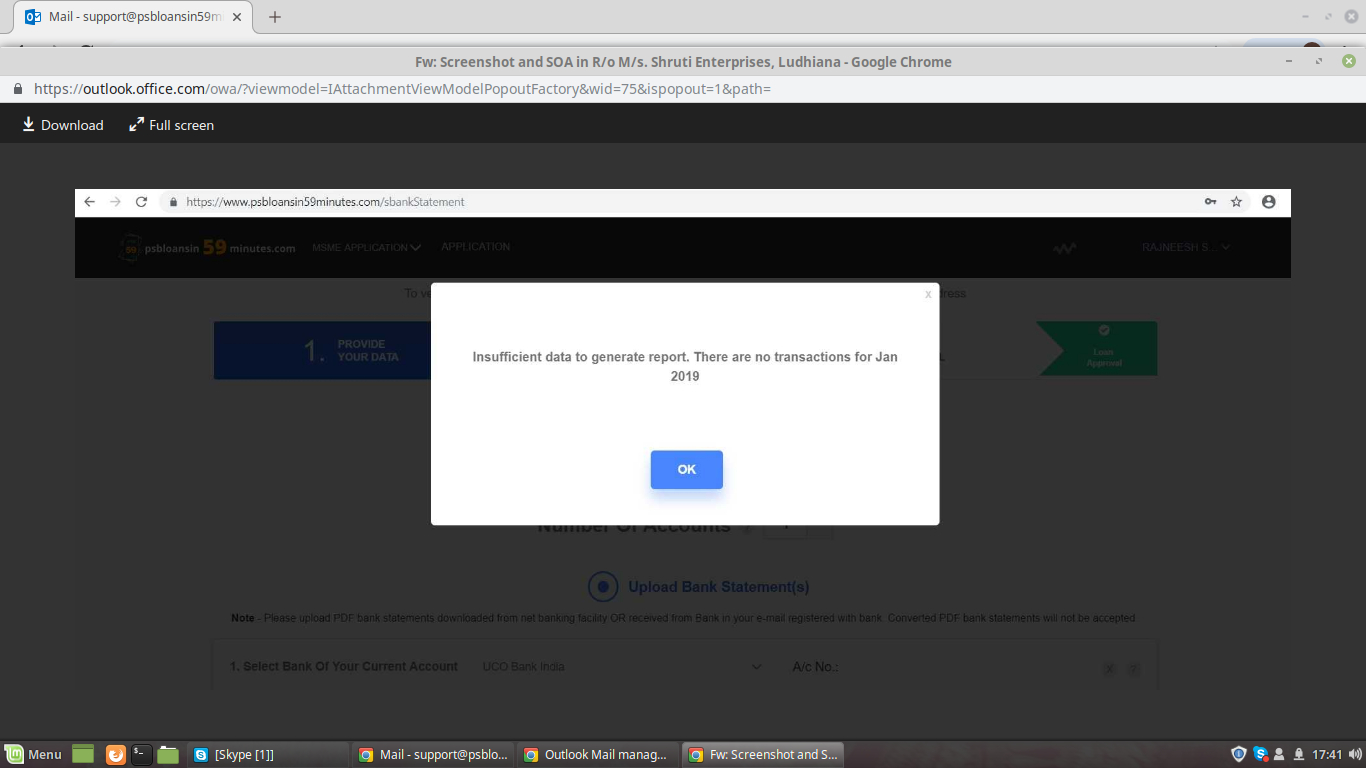 Mail - support@psbloansin59m
Fw: Screenshot and SOA in R/o M/s. Shruti Enterprises, Ludhiana - Google Chrome
https://outlook.office.com/owa/?viewmodel=IAttachmentViewModelPopoutFactory&wid=75&ispopout=1&path=
Download Full screen
https://www.psbloansin59minutes.com/sbankStatement
59 psbloansin 59 minutes.com MSME APPLICATION APPLICATION RAJNEESH S...
To ve
dress
x
1. PROVIDE
YOUR DATA
Loan
Approval
Insufficient data to generate report. There are no transactions for Jan
2019
OK
Number Of Accounts
Upload Bank Statement(s)
Note - Please upload PDF bank statements downloaded from net banking facility OR received from Bank in your e-mail registered with bank. Converted PDF bank statements will not be accepted
1. Select Bank Of Your Current Account UCO Bank India A/c No.:
Menu [Skype [1]] Mail - support@psblo... Outlook Mail manag... Fw: Screenshot and S... 17:41